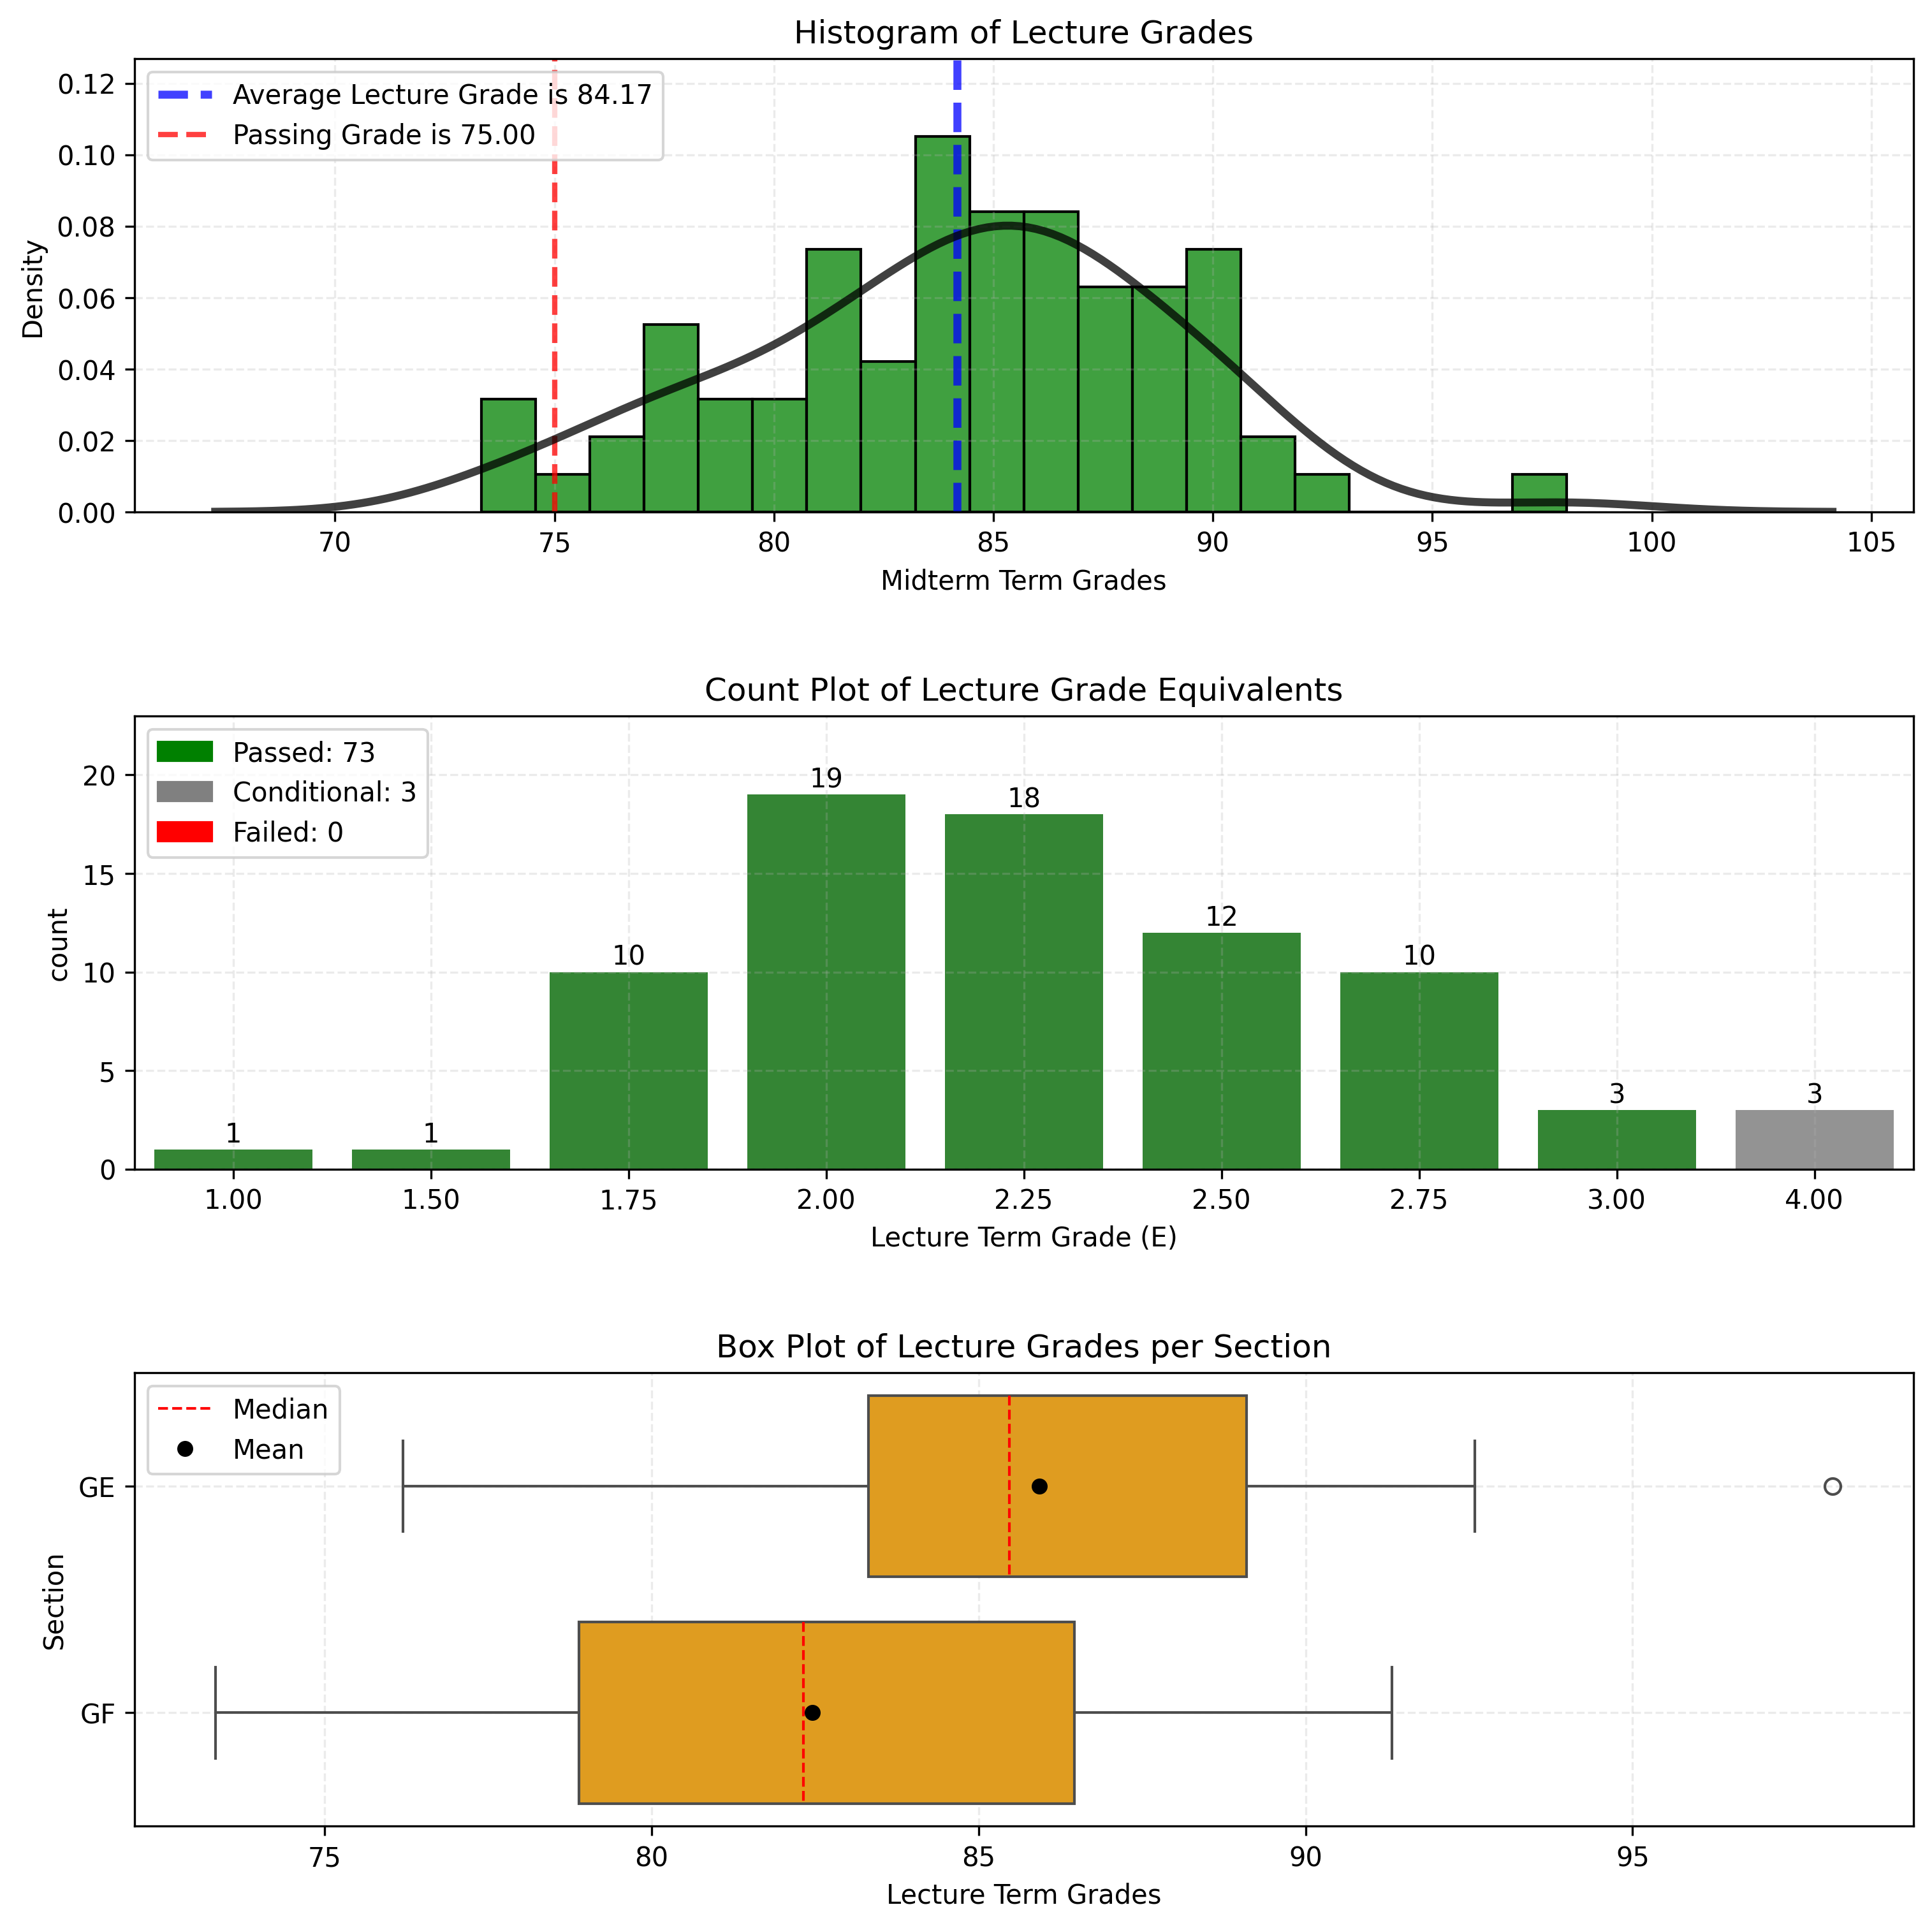 Histogram of Lecture Grades
Average Lecture Grade is 84.17
Passing Grade is 75.00
Density
0.12
0.10
0.08
0.06
0.04
0.02
0.00
70 75 80 85 90 95 100 105
Midterm Term Grades
Count Plot of Lecture Grade Equivalents
Passed: 73
Conditional: 3
Failed: 0
count
20
15
10
5
0
1 1 10 19 18 12 10 3 3
1.00 1.50 1.75 2.00 2.25 2.50 2.75 3.00 4.00
Lecture Term Grade (E)
Box Plot of Lecture Grades per Section
Median
Mean
Section
GE
GF
75 80 85 90 95
Lecture Term Grades